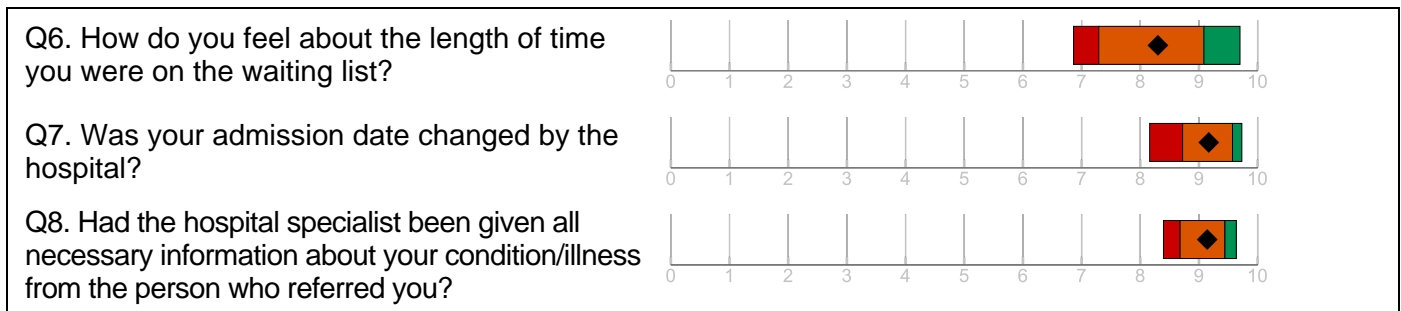 Q6. How do you feel about the length of time
you were on the waiting list?
0 1 2 3 4 5 6 7 8 9 10
Q7. Was your admission date changed by the
hospital?
0 1 2 3 4 5 6 7 8 9 10
Q8. Had the hospital specialist been given all
necessary information about your condition/illness
from the person who referred you?
0 1 2 3 4 5 6 7 8 9 10